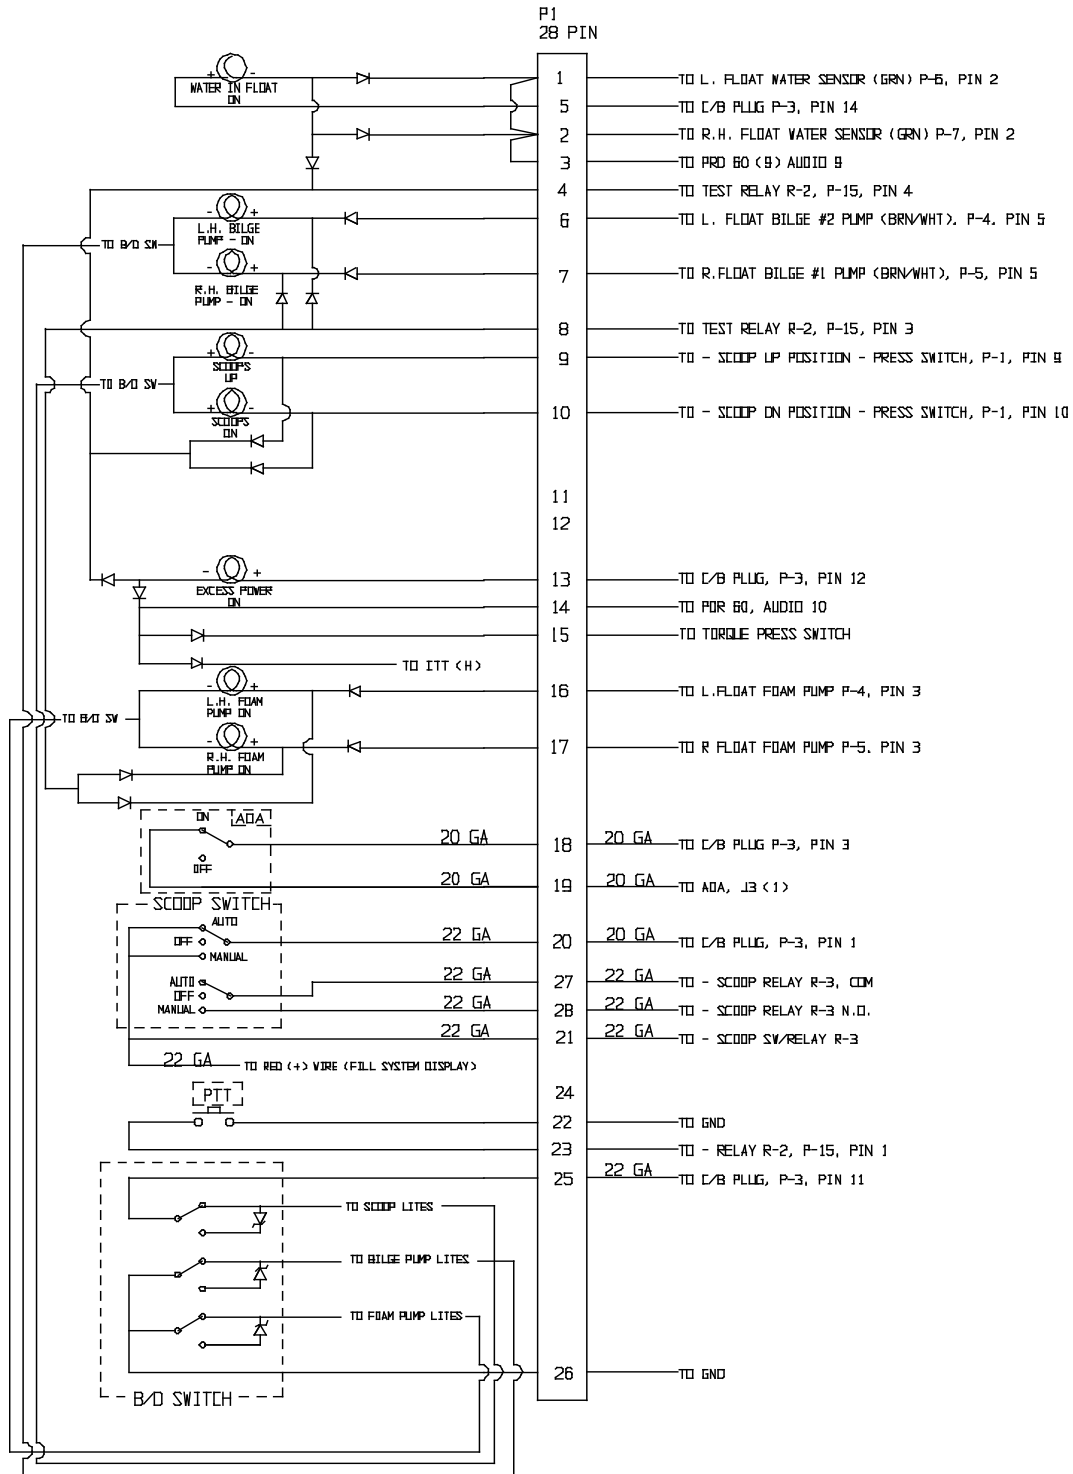 P1
28 PIN
+ -
WATER IN FLOAT
ON
1 TO L. FLOAT WATER SENSOR (GRN) P-6, PIN 2
5 TO C/B PLUG P-3, PIN 14
2 TO R.H. FLOAT WATER SENSOR (GRN) P-7, PIN 2
3 TO PRO 60 (9) AUDIO 9
4 TO TEST RELAY R-2, P-15, PIN 4
- +
L.H. BILGE
PUMP - ON
6 TO L. FLOAT BILGE #2 PUMP (BRN/WHT), P-4, PIN 5
TO B/D SW
- +
R.H. BILGE
PUMP - ON
7 TO R.FLOAT BILGE #1 PUMP (BRN/WHT), P-5, PIN 5
8 TO TEST RELAY R-2, P-15, PIN 3
+ -
SCOOPS
UP
9 TO - SCOOP UP POSITION - PRESS SWITCH, P-1, PIN 9
TO B/D SW
+ -
SCOOPS
DN
10 TO - SCOOP DN POSITION - PRESS SWITCH, P-1, PIN 10
11
12
- +
EXCESS POWER
ON
13 TO C/B PLUG, P-3, PIN 12
14 TO PDR 60, AUDIO 10
15 TO TORQUE PRESS SWITCH
TO ITT (H)
- +
L.H. FOAM
PUMP ON
16 TO L.FLOAT FOAM PUMP P-4, PIN 3
TO B/D SW
- +
R.H. FOAM
PUMP ON
17 TO R FLOAT FOAM PUMP P-5, PIN 3
ON AOA
OFF
20 GA 18 20 GA TO C/B PLUG P-3, PIN 3
20 GA 19 20 GA TO AOA, J3 (1)
SCOOP SWITCH
AUTO
OFF
MANUAL
22 GA 20 20 GA TO C/B PLUG, P-3, PIN 1
AUTO
OFF
MANUAL
22 GA 27 22 GA TO - SCOOP RELAY R-3, COM
22 GA 28 22 GA TO - SCOOP RELAY R-3 N.O.
22 GA 21 22 GA TO - SCOOP SW/RELAY R-3
22 GA TO RED (+) WIRE (FILL SYSTEM DISPLAY)
24
PTT
22 TO GND
23 TO - RELAY R-2, P-15, PIN 1
25 22 GA TO C/B PLUG, P-3, PIN 11
TO SCOOP LITES
TO BILGE PUMP LITES
TO FOAM PUMP LITES
26 TO GND
B/D SWITCH